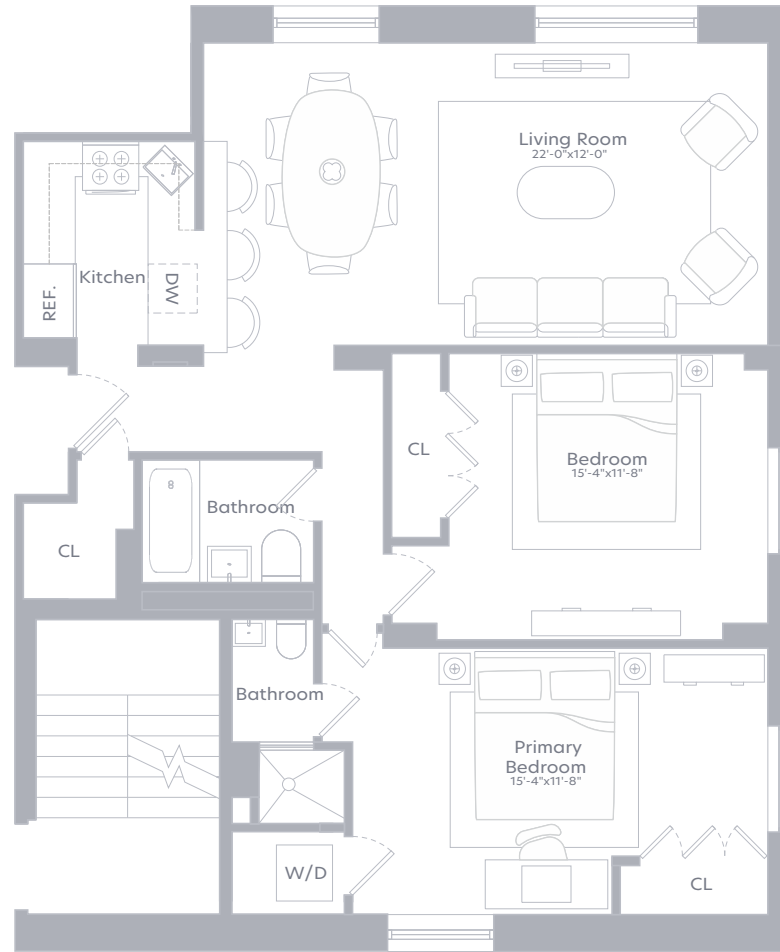 Living Room
22'-0"x12'-0"
Kitchen
REF.
DW
CL
Bedroom
15'-4"x11'-8"
Bathroom
CL
Bathroom
Primary
Bedroom
15'-4"x11'-8"
W/D
CL